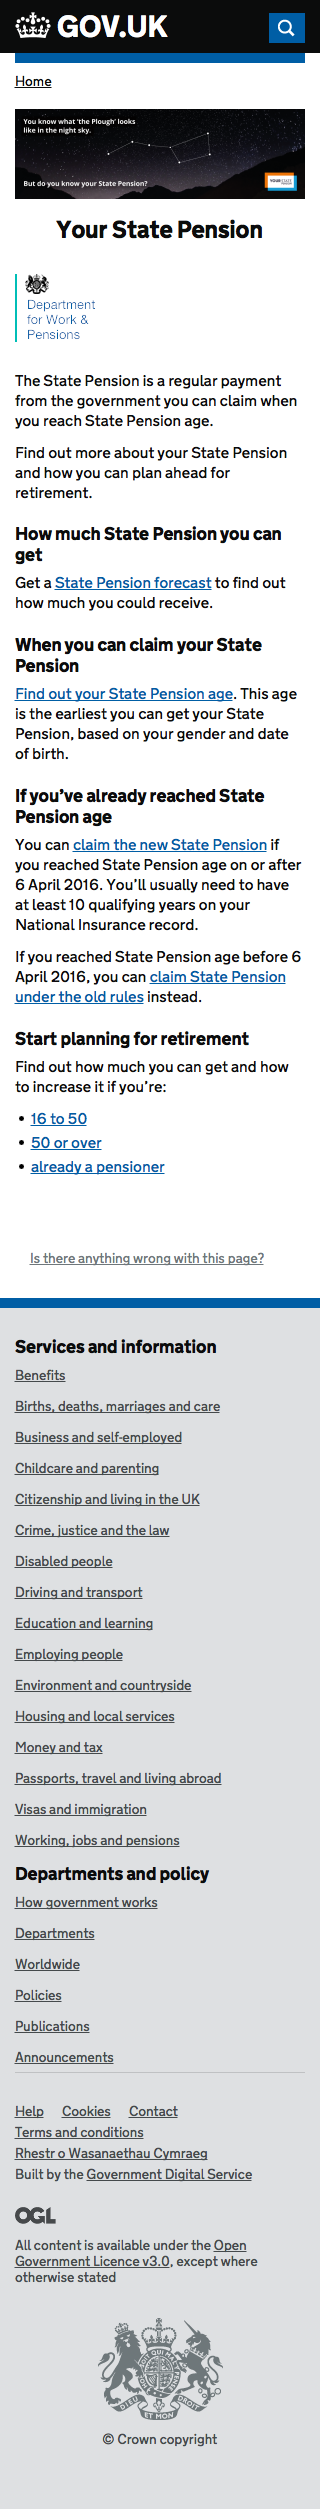 GOV.UK
Home
You know what 'the Plough' looks
like in the night sky.
But do you know your State Pension?
Your State Pension
Department
for Work &
Pensions
The State Pension is a regular payment
from the government you can claim when
you reach State Pension age.
Find out more about your State Pension
and how you can plan ahead for
retirement.
How much State Pension you can
get
Get a State Pension forecast to find out
how much you could receive.
When you can claim your State
Pension
Find out your State Pension age. This age
is the earliest you can get your State
Pension, based on your gender and date
of birth.
If you’ve already reached State
Pension age
You can claim the new State Pension if
you reached State Pension age on or after
6 April 2016. You’ll usually need to have
at least 10 qualifying years on your
National Insurance record.
If you reached State Pension age before 6
April 2016, you can claim State Pension
under the old rules instead.
Start planning for retirement
Find out how much you can get and how
to increase it if you’re:
• 16 to 50
• 50 or over
• already a pensioner
Is there anything wrong with this page?
Services and information
Benefits
Births, deaths, marriages and care
Business and self-employed
Childcare and parenting
Citizenship and living in the UK
Crime, justice and the law
Disabled people
Driving and transport
Education and learning
Employing people
Environment and countryside
Housing and local services
Money and tax
Passports, travel and living abroad
Visas and immigration
Working, jobs and pensions
Departments and policy
How government works
Departments
Worldwide
Policies
Publications
Announcements
Help Cookies Contact
Terms and conditions
Rhestr o Wasanaethau Cymraeg
Built by the Government Digital Service
OGL
All content is available under the Open
Government Licence v3.0, except where
otherwise stated
DIEU ET MON DROIT
© Crown copyright